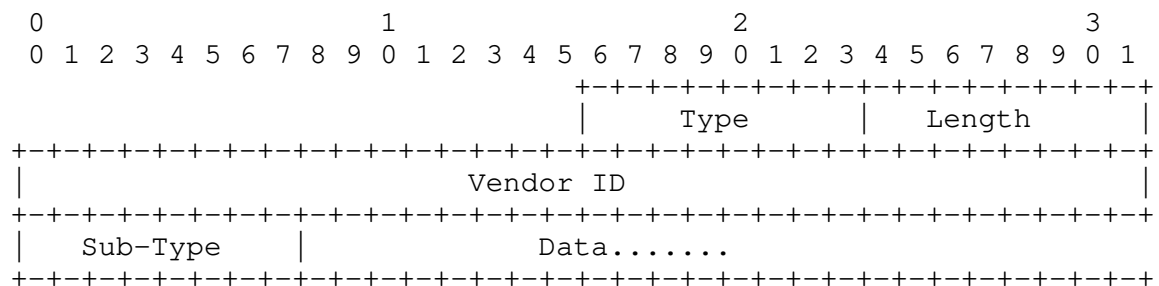 0                   1                   2                   3
 0 1 2 3 4 5 6 7 8 9 0 1 2 3 4 5 6 7 8 9 0 1 2 3 4 5 6 7 8 9 0 1
                                +-+-+-+-+-+-+-+-+-+-+-+-+-+-+-+-+
                                |     Type      |   Length      |
+-+-+-+-+-+-+-+-+-+-+-+-+-+-+-+-+-+-+-+-+-+-+-+-+-+-+-+-+-+-+-+-+
|                         Vendor ID                             |
+-+-+-+-+-+-+-+-+-+-+-+-+-+-+-+-+-+-+-+-+-+-+-+-+-+-+-+-+-+-+-+-+
|   Sub-Type    |             Data.......
+-+-+-+-+-+-+-+-+-+-+-+-+-+-+-+-+-+-+-+-+-+-+-+-+-+-+-+-+-+-+-+-+